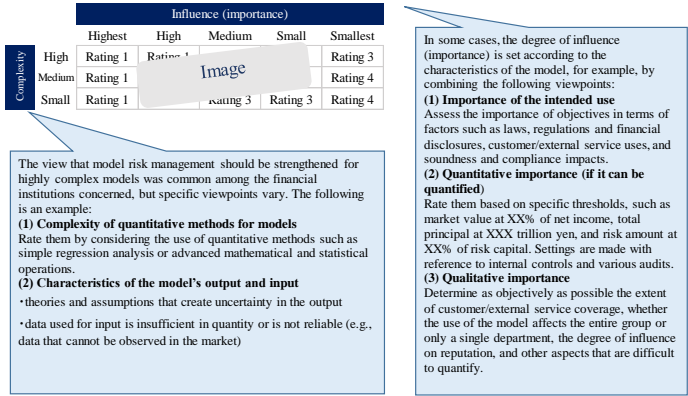 Influence (importance)
Highest High Medium Small Smallest
Complexity
High Rating 1 Rating 1 Rating 3
Medium Rating 1 Rating 4
Small Rating 1 Rating 3 Rating 3 Rating 4
Image
The view that model risk management should be strengthened for
highly complex models was common among the financial
institutions concerned, but specific viewpoints vary. The following
is an example:
(1) Complexity of quantitative methods for models
Rate them by considering the use of quantitative methods such as
simple regression analysis or advanced mathematical and statistical
operations.
(2) Characteristics of the model's output and input
・theories and assumptions that create uncertainty in the output
・data used for input is insufficient in quantity or is not reliable (e.g.,
data that cannot be observed in the market)
In some cases, the degree of influence
(importance) is set according to the
characteristics of the model, for example, by
combining the following viewpoints:
(1) Importance of the intended use
Assess the importance of objectives in terms of
factors such as laws, regulations and financial
disclosures, customer/external service uses, and
soundness and compliance impacts.
(2) Quantitative importance (if it can be
quantified)
Rate them based on specific thresholds, such as
market value at XX% of net income, total
principal at XXX trillion yen, and risk amount at
XX% of risk capital. Settings are made with
reference to internal controls and various audits.
(3) Qualitative importance
Determine as objectively as possible the extent
of customer/external service coverage, whether
the use of the model affects the entire group or
only a single department, the degree of influence
on reputation, and other aspects that are difficult
to quantify.